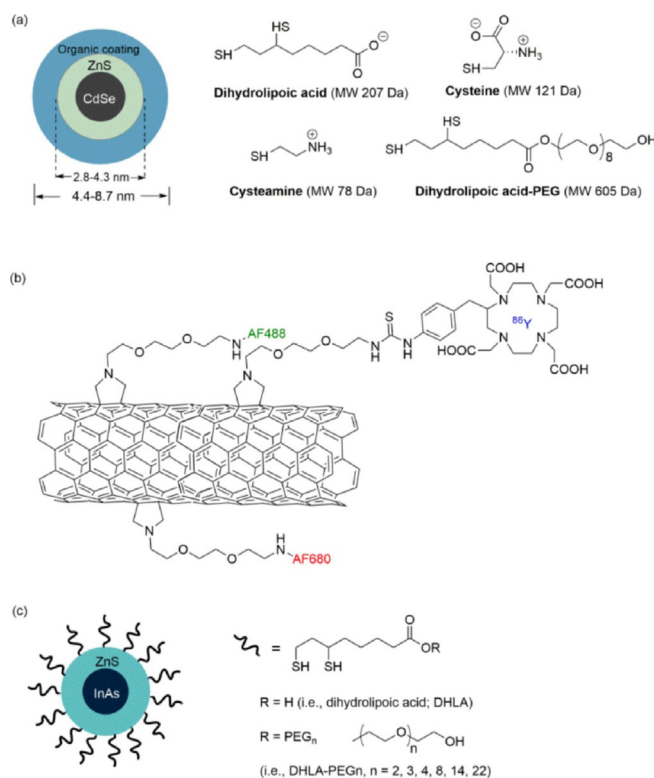 (a)
Organic coating
ZnS
CdSe
2.8-4.3 nm
4.4-8.7 nm
HS
SH
O
O⊖
Dihydrolipoic acid (MW 207 Da)
⊖
O
O
⊕
NH₃
SH
Cysteine (MW 121 Da)
⊕
SH
NH₃
Cysteamine (MW 78 Da)
HS
SH
O
O
O
8
OH
Dihydrolipoic acid-PEG (MW 605 Da)
(b)
N
O
O
N
H
AF488
N
O
O
N
H
S
N
H
COOH
COOH
N
N
⁸⁶Y
N
N
HOOC
COOH
N
O
O
H
N
AF680
(c)
ZnS
InAs
=
SH
SH
O
OR
R = H (i.e., dihydrolipoic acid; DHLA)
R = PEGₙ
O
n
OH
(i.e., DHLA-PEGn, n = 2, 3, 4, 8, 14, 22)